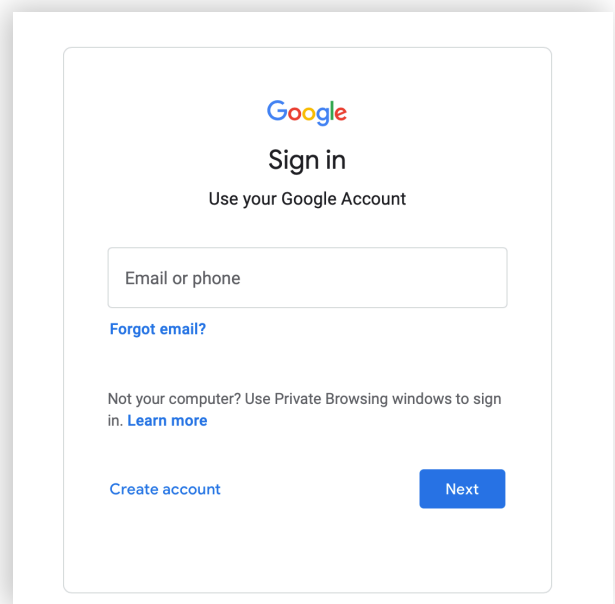 Google
Sign in
Use your Google Account
Email or phone
Forgot email?
Not your computer? Use Private Browsing windows to sign
in. Learn more
Create account
Next